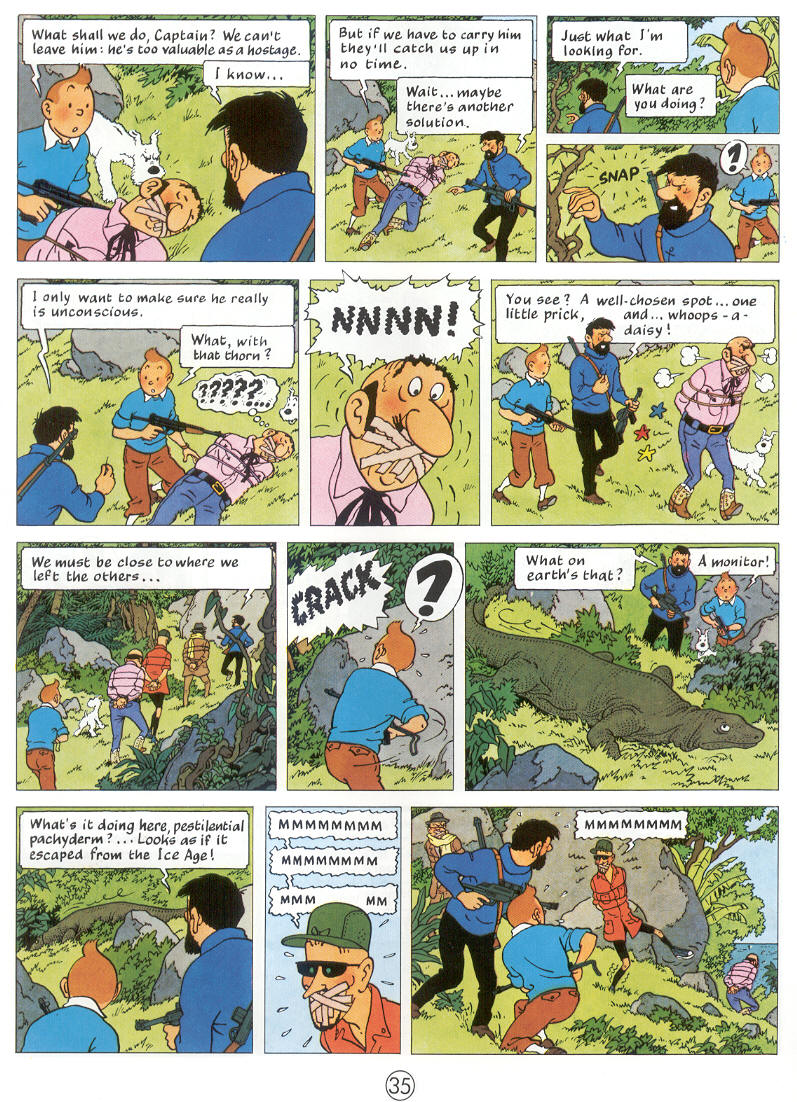 What shall we do, Captain? We can't
leave him: he's too valuable as a hostage.
I know...
But if we have to carry him
they'll catch us up in
no time.
Wait... maybe
there's another
solution.
Just what I'm
looking for.
What are
you doing?
SNAP
?
I only want to make sure he really
is unconscious.
What, with
that thorn?
?????...
NNNN!
You see? A well-chosen spot... one
little prick, and... whoops-a-
daisy!
We must be close to where we
left the others...
CRACK
?
What on
earth's that?
A monitor!
What's it doing here, pestilential
pachyderm?... Looks as if it
escaped from the Ice Age!
MMMMMMMM
MMMMMMMM
MMM MM
MMMMMMMM
35